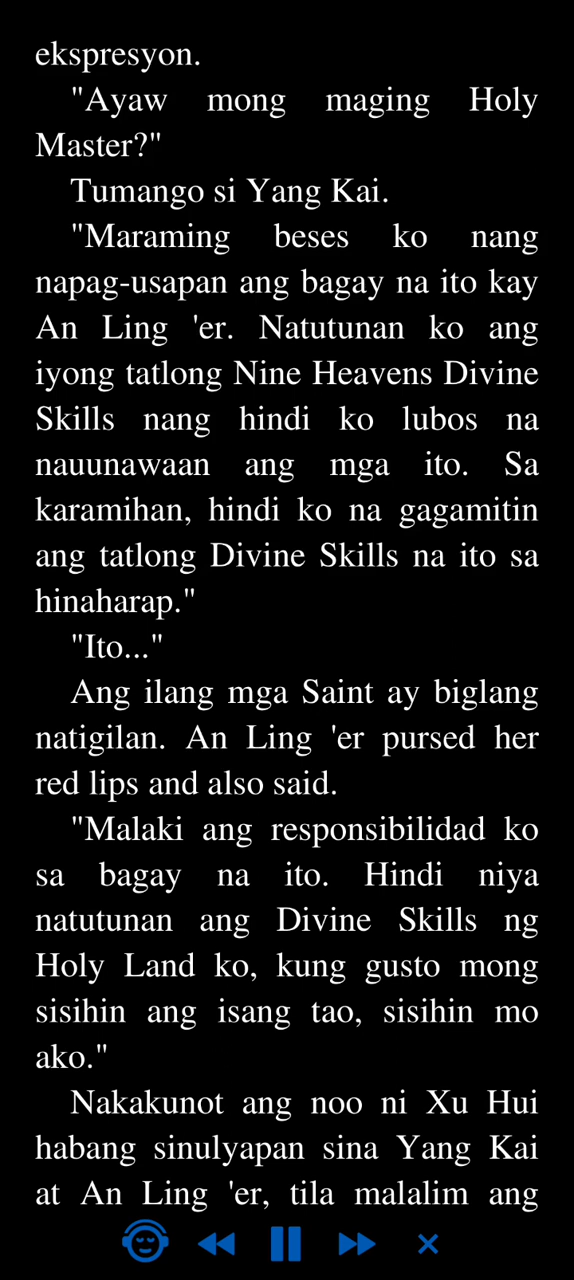 ekspresyon.
"Ayaw mong maging Holy
Master?"
Tumango si Yang Kai.
"Maraming beses ko nang
napag-usapan ang bagay na ito kay
An Ling 'er. Natutunan ko ang
iyong tatlong Nine Heavens Divine
Skills nang hindi ko lubos na
nauunawaan ang mga ito. Sa
karamihan, hindi ko na gagamitin
ang tatlong Divine Skills na ito sa
hinaharap."
"Ito..."
Ang ilang mga Saint ay biglang
natigilan. An Ling 'er pursed her
red lips and also said.
"Malaki ang responsibilidad ko
sa bagay na ito. Hindi niya
natutunan ang Divine Skills ng
Holy Land ko, kung gusto mong
sisihin ang isang tao, sisihin mo
ako."
Nakakunot ang noo ni Xu Hui
habang sinulyapan sina Yang Kai
at An Ling 'er, tila malalim ang